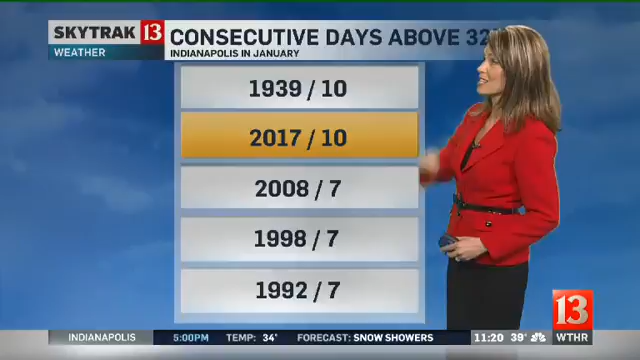 SKYTRAK 13
WEATHER
CONSECUTIVE DAYS ABOVE 32
INDIANAPOLIS IN JANUARY
1939 / 10
2017 / 10
2008 / 7
1998 / 7
1992 / 7
13
INDIANAPOLIS 5:00PM TEMP: 34° FORECAST: SNOW SHOWERS 11:20 39° WTHR